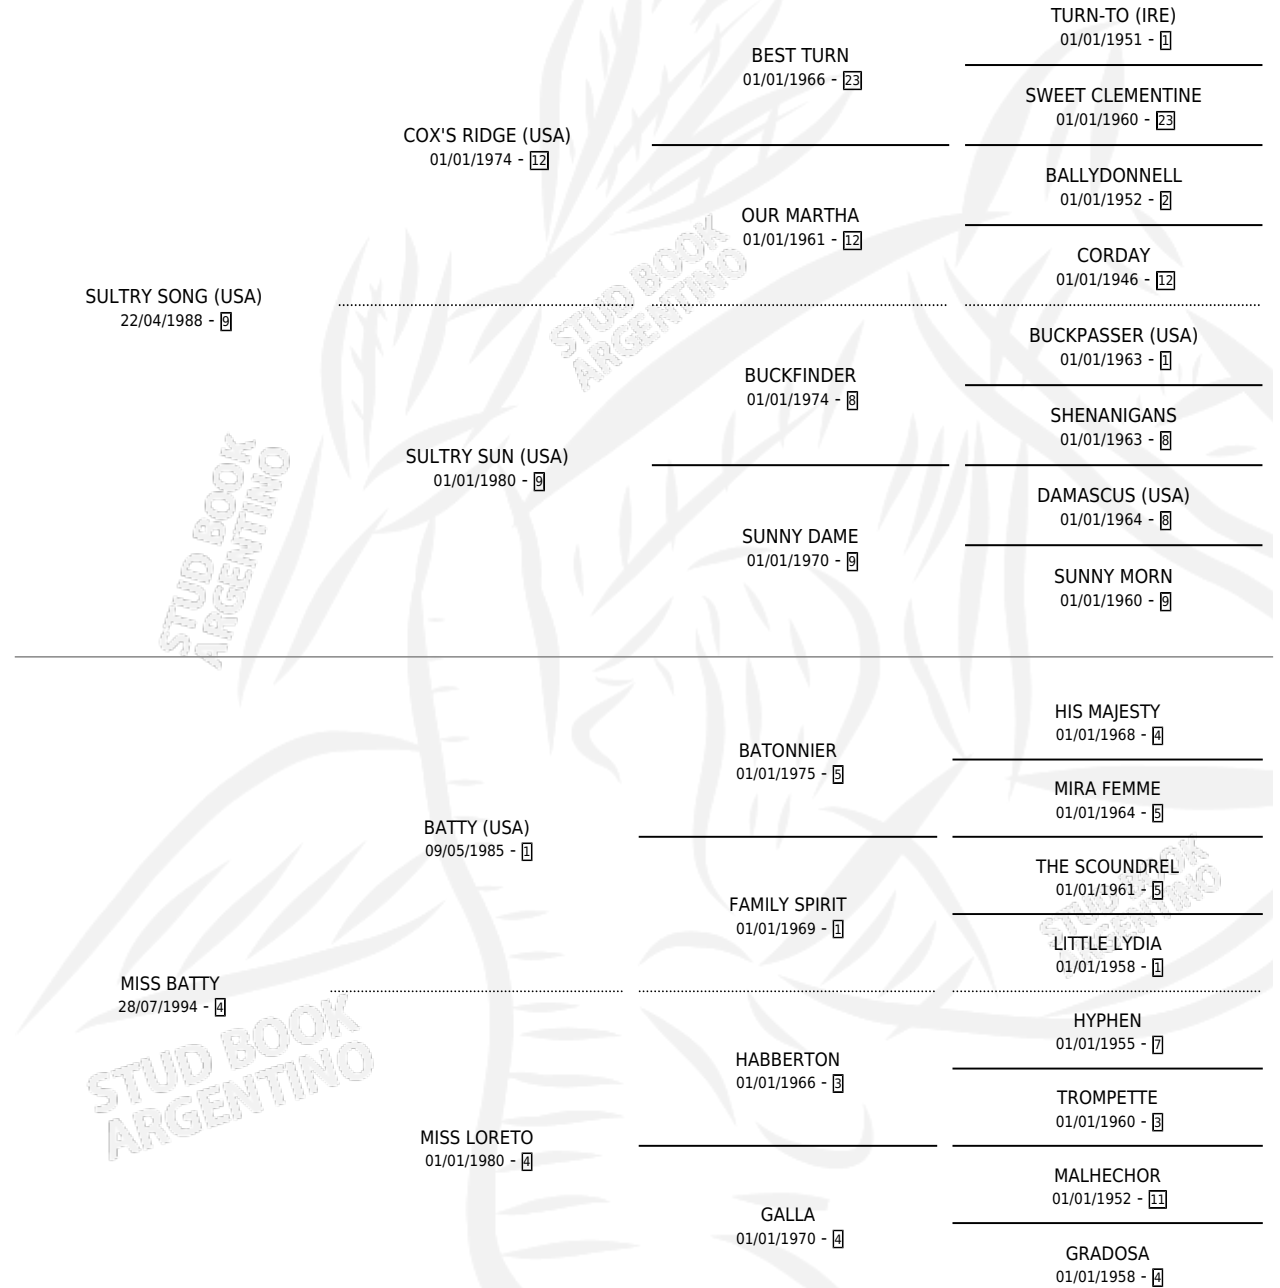 TURN-TO (IRE)
01/01/1951 - 1
BEST TURN
01/01/1966 - 23
SWEET CLEMENTINE
01/01/1960 - 23
COX'S RIDGE (USA)
01/01/1974 - 12
BALLYDONNELL
01/01/1952 - 2
OUR MARTHA
01/01/1961 - 12
CORDAY
01/01/1946 - 12
SULTRY SONG (USA)
22/04/1988 - 9
STUD BOOK
ARGENTINO
BUCKPASSER (USA)
01/01/1963 - 1
BUCKFINDER
01/01/1974 - 8
SHENANIGANS
01/01/1963 - 8
SULTRY SUN (USA)
01/01/1980 - 9
DAMASCUS (USA)
01/01/1964 - 8
SUNNY DAME
01/01/1970 - 9
SUNNY MORN
01/01/1960 - 9
STUD BOOK
ARGENTINO
HIS MAJESTY
01/01/1968 - 4
BATONNIER
01/01/1975 - 5
MIRA FEMME
01/01/1964 - 5
BATTY (USA)
09/05/1985 - 1
THE SCOUNDREL
01/01/1961 - 5
FAMILY SPIRIT
01/01/1969 - 1
LITTLE LYDIA
01/01/1958 - 1
STUD BOOK
ARGENTINO
MISS BATTY
28/07/1994 - 4
HYPHEN
01/01/1955 - 7
HABBERTON
01/01/1966 - 3
TROMPETTE
01/01/1960 - 3
MISS LORETO
01/01/1980 - 4
MALHECHOR
01/01/1952 - 11
GALLA
01/01/1970 - 4
GRADOSA
01/01/1958 - 4
STUD BOOK
ARGENTINO